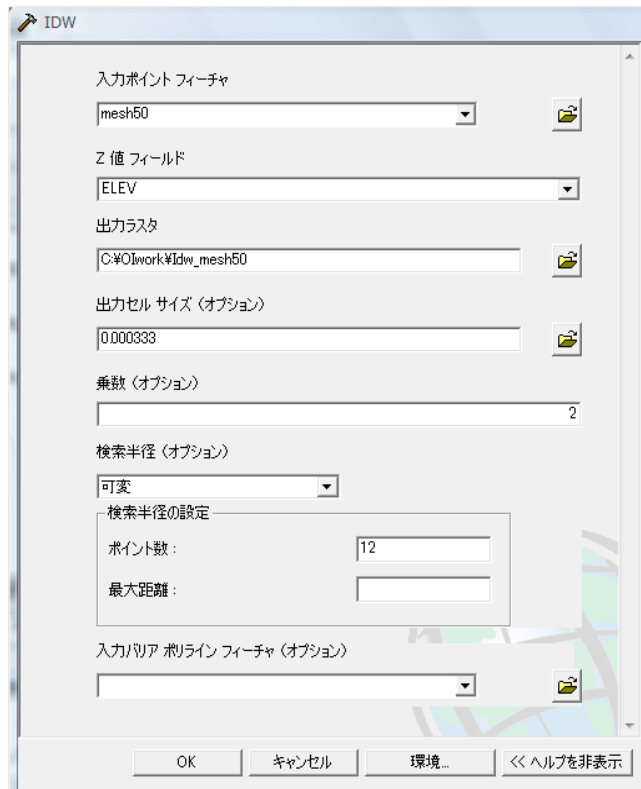 IDW
入力ポイント フィーチャ
mesh50
Z 値 フィールド
ELEV
出力ラスタ
C:¥OIwork¥Idw_mesh50
出力セル サイズ (オプション)
0.000333
乗数 (オプション)
2
検索半径 (オプション)
可変
検索半径の設定
ポイント数 :
12
最大距離 :
入力バリア ポリライン フィーチャ (オプション)
OK キャンセル 環境... << ヘルプを非表示